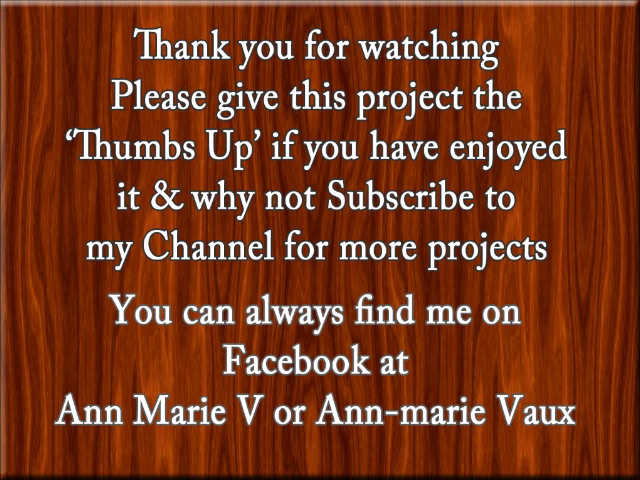 Thank you for watching
Please give this project the
‘Thumbs Up’ if you have enjoyed
it & why not Subscribe to
my Channel for more projects
You can always find me on
Facebook at
Ann Marie V or Ann-marie Vaux